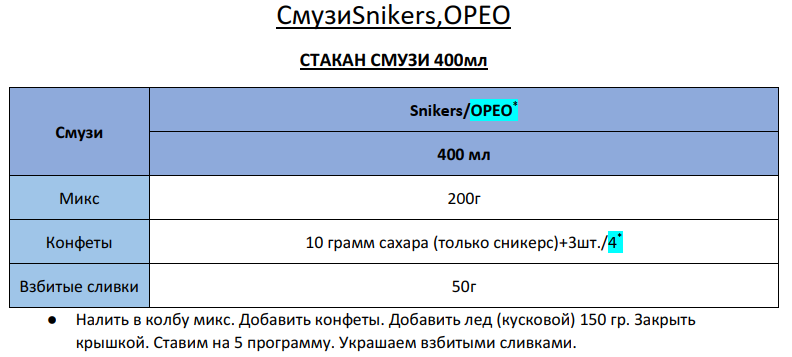 СмузиSnikers,ОРЕО
СТАКАН СМУЗИ 400мл
Смузи
Snikers/ОРЕО*
400 мл
Микс
200г
Конфеты
10 грамм сахара (только сникерс)+3шт./4*
Взбитые сливки
50г
● Налить в колбу микс. Добавить конфеты. Добавить лед (кусковой) 150 гр. Закрыть
крышкой. Ставим на 5 программу. Украшаем взбитыми сливками.